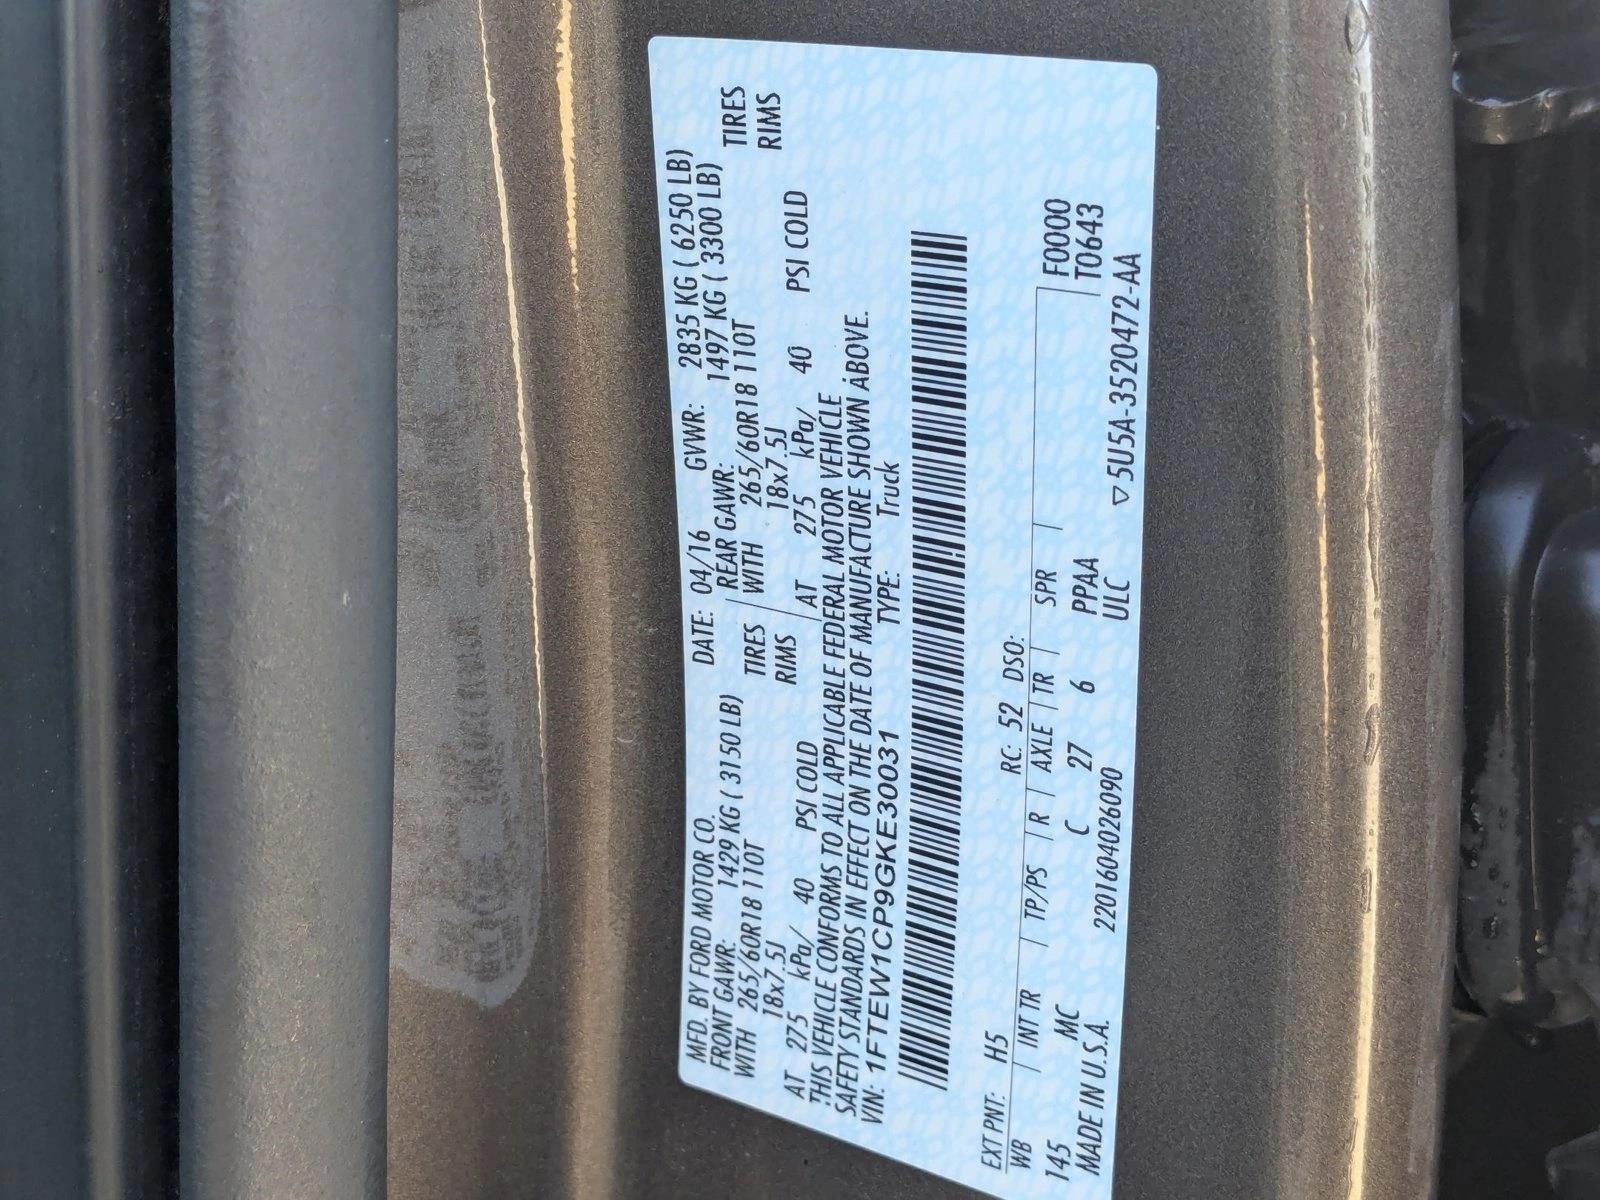 MFD. BY FORD MOTOR CO. DATE: 04/16 GVWR: 2835 KG ( 6250 LB)
FRONT GAWR: 1429 KG ( 3150 LB) REAR GAWR: 1497 KG ( 3300 LB)
WITH 265/60R18 110T TIRES WITH 265/60R18 110T TIRES
18x7.5J RIMS 18x7.5J RIMS
AT 275 kPa/ 40 PSI COLD AT 275 kPa/ 40 PSI COLD
THIS VEHICLE CONFORMS TO ALL APPLICABLE FEDERAL MOTOR VEHICLE
SAFETY STANDARDS IN EFFECT ON THE DATE OF MANUFACTURE SHOWN ABOVE.
VIN: 1FTEW1CP9GKE30031 TYPE: Truck
EXT PNT: H5 RC: 52 DSO: F0000
WB / INT TR / TP/PS / R / AXLE / TR / SPR / T0643
145 MC C 27 6 PPAA
MADE IN U.S.A. 2201604026090 ULC ▽5U5A-3520472-AA